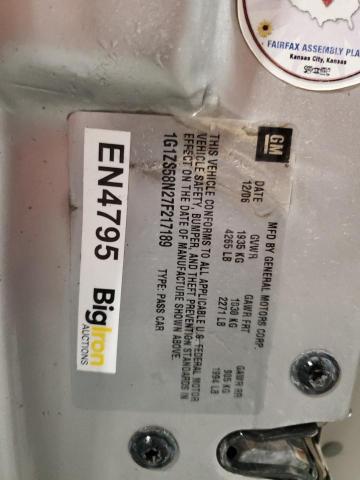 FAIRFAX ASSEMBLY PLA
Kansas City, Kansas
GM
MFD BY GENERAL MOTORS CORP
DATE GVWR GAWR FRT GAWR RR
12/06 1935 KG 1030 KG 905 KG
4265 LB 2271 LB 1994 LB
THIS VEHICLE CONFORMS TO ALL APPLICABLE U.S. FEDERAL MOTOR
VEHICLE SAFETY, BUMPER, AND THEFT PREVENTION STANDARDS IN
EFFECT ON THE DATE OF MANUFACTURE SHOWN ABOVE.
1G1ZS58N27F217189 TYPE: PASS CAR
EN4795 BigIron
AUCTIONS